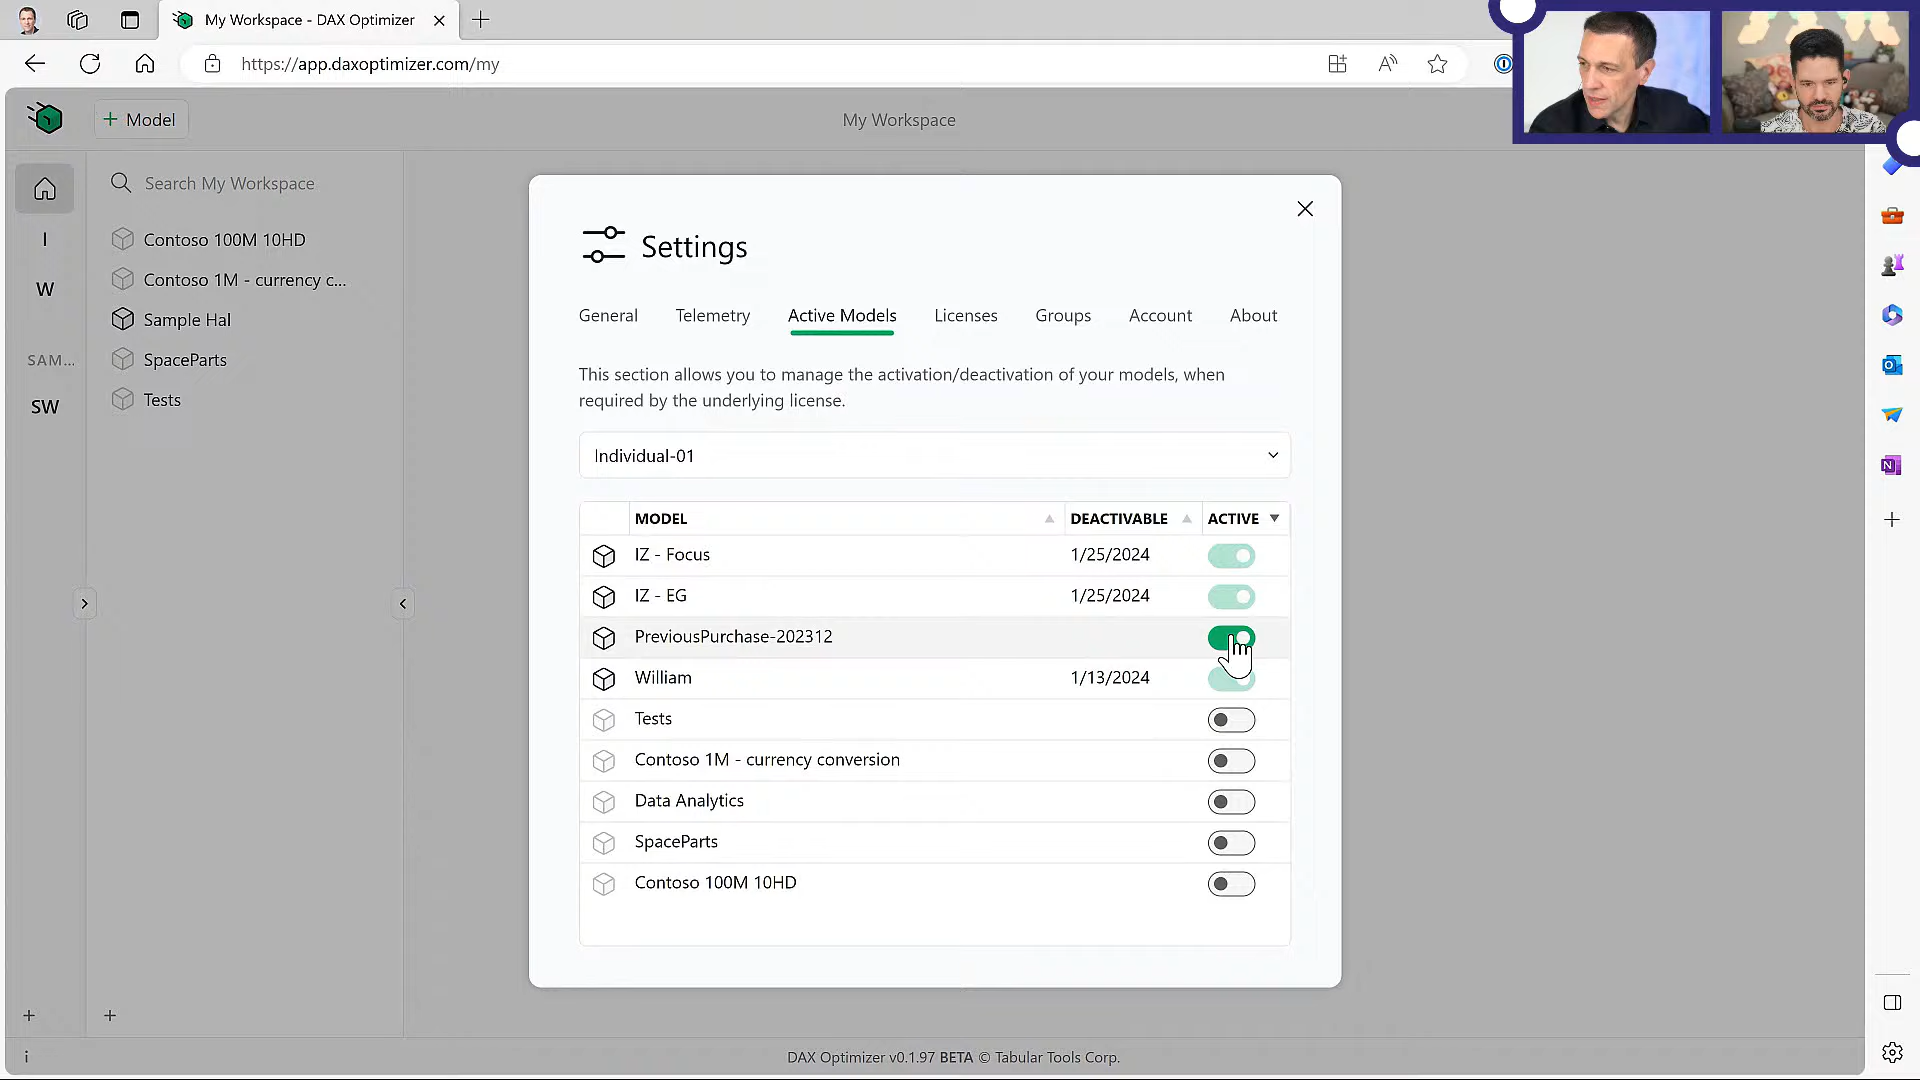 My Workspace - DAX Optimizer
https://app.daxoptimizer.com/my
+ Model
My Workspace
Search My Workspace
I
W
SAM...
SW
Contoso 100M 10HD
Contoso 1M - currency c...
Sample Hal
SpaceParts
Tests
Settings
General Telemetry Active Models Licenses Groups Account About
This section allows you to manage the activation/deactivation of your models, when
required by the underlying license.
Individual-01
MODEL DEACTIVABLE ACTIVE
IZ - Focus 1/25/2024
IZ - EG 1/25/2024
PreviousPurchase-202312
William 1/13/2024
Tests
Contoso 1M - currency conversion
Data Analytics
SpaceParts
Contoso 100M 10HD
i
DAX Optimizer v0.1.97 BETA © Tabular Tools Corp.